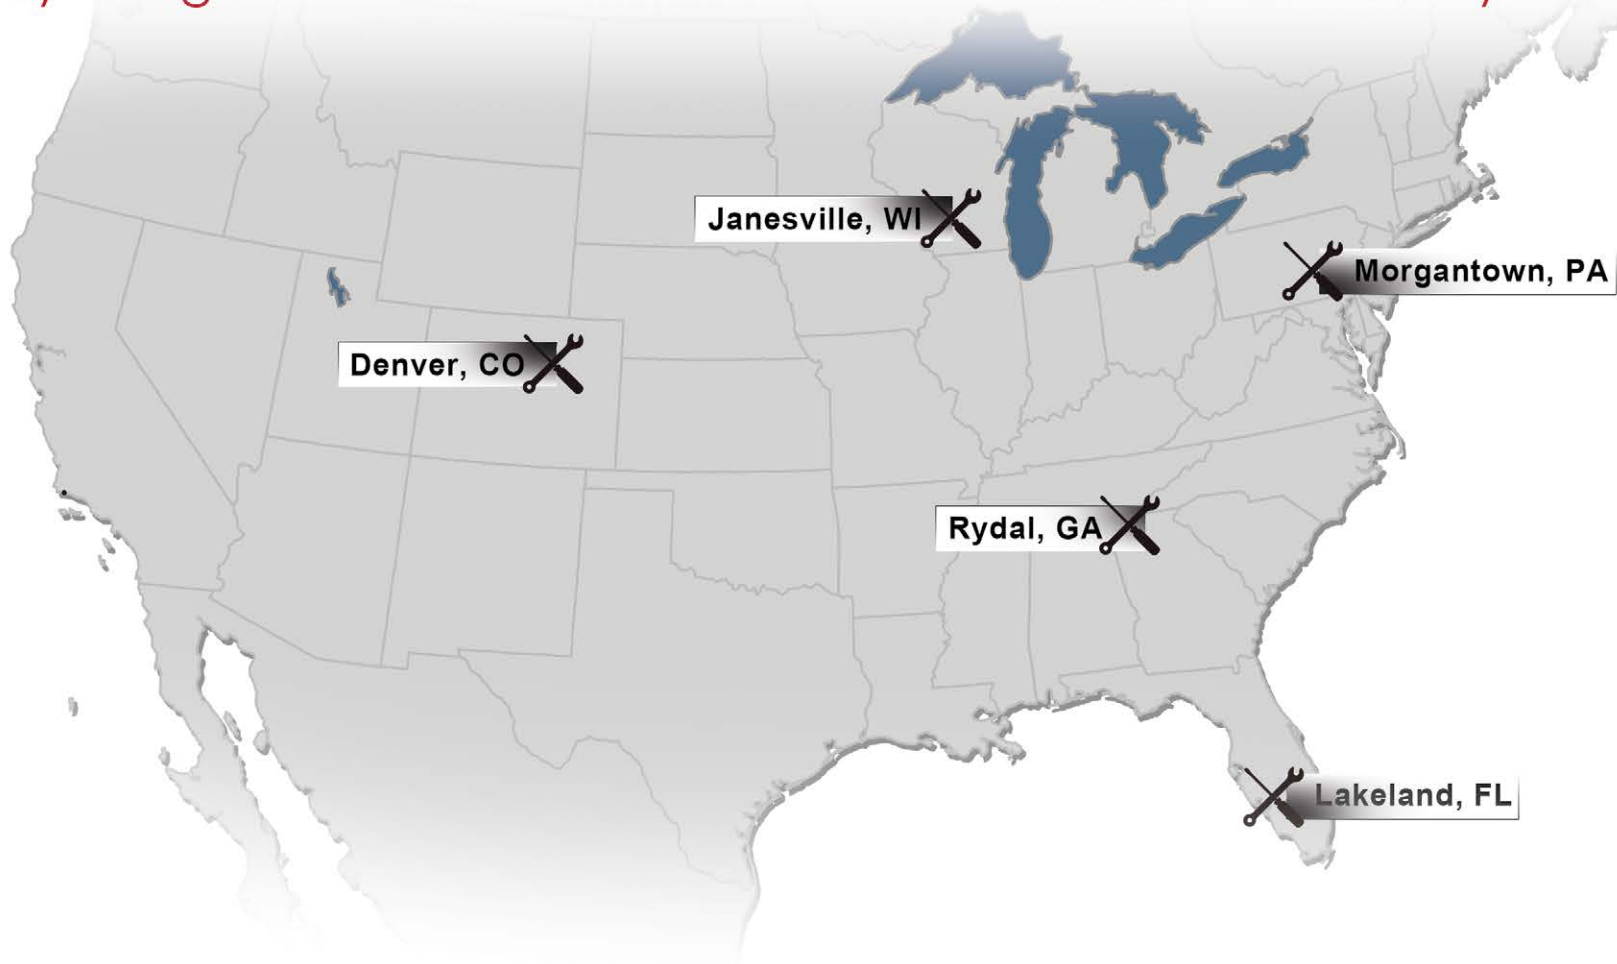 Janesville, WI
Morgantown, PA
Denver, CO
Rydal, GA
Lakeland, FL